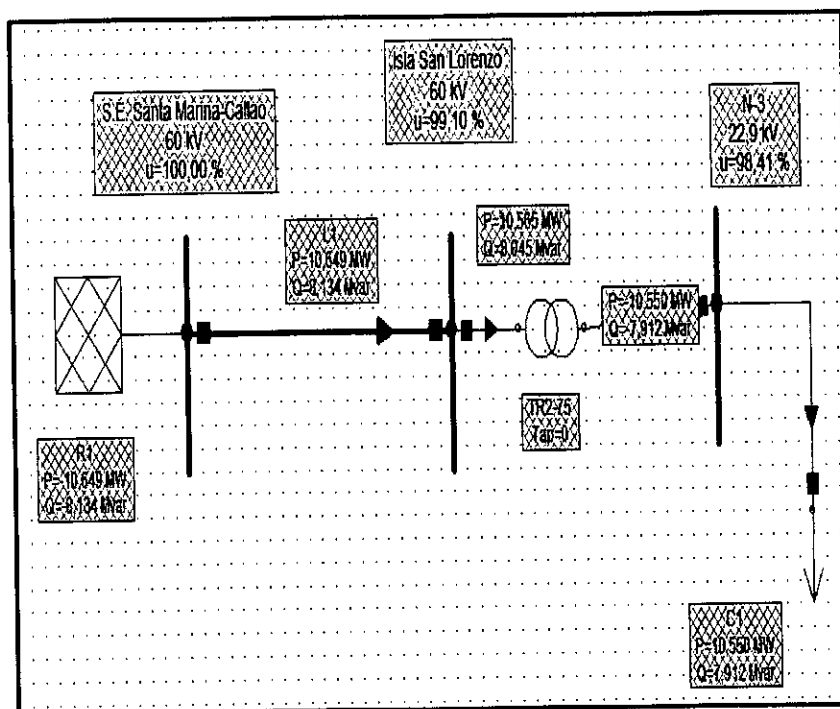 S.E. Santa Marina-Callao
60 kV
u=100,00 %
Isla San Lorenzo
60 kV
u=99,10 %
N-3
22,9 kV
u=98,41 %
L1
P=10,649 MW
Q=8,134 Mvar
P=10,565 MW
Q=8,045 Mvar
P=-10,550 MW
Q=-7,912 Mvar
TR2-75
Tap=0
R1
P=-10,649 MW
Q=-8,134 Mvar
C1
P=10,550 MW
Q=7,912 Mvar